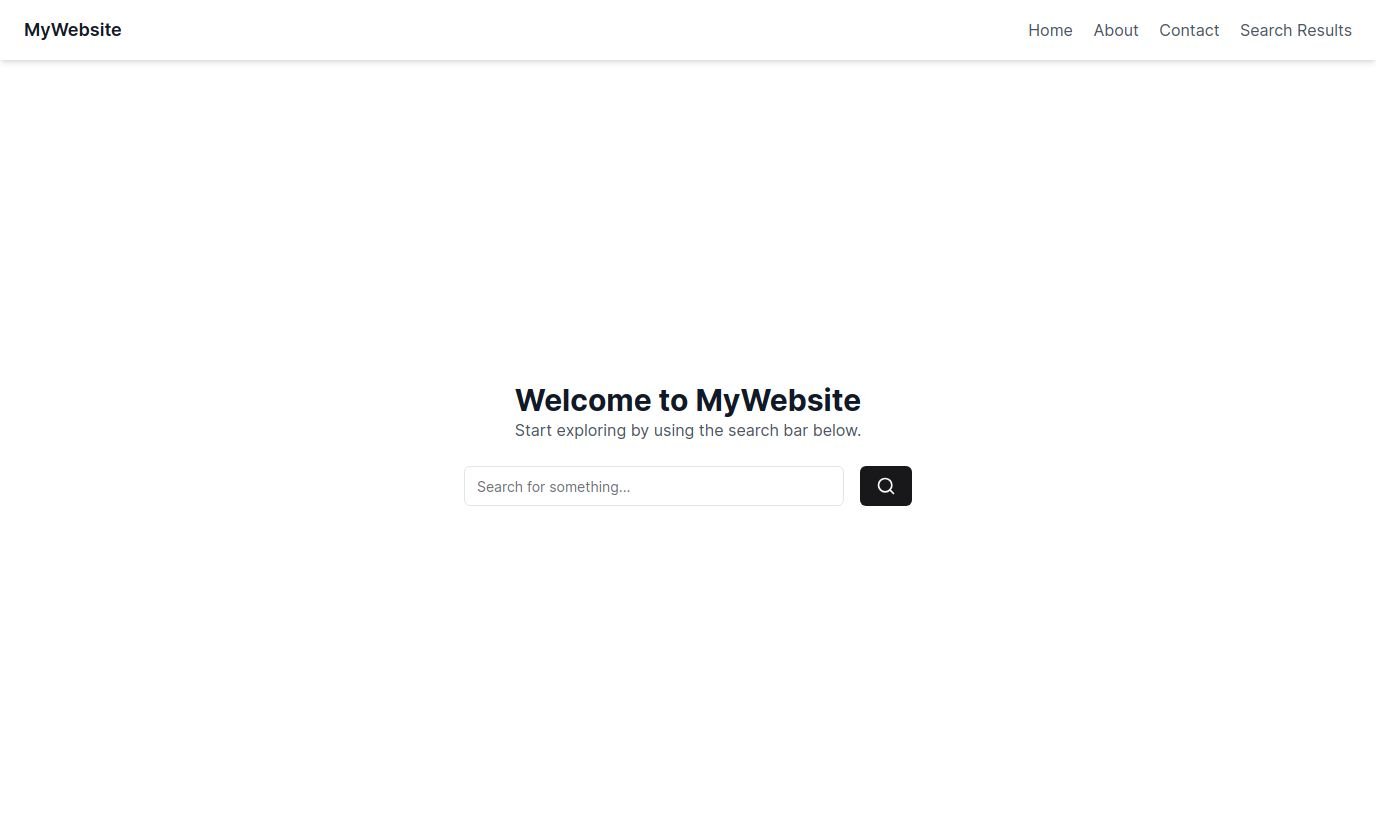 MyWebsite
Home About Contact Search Results
Welcome to MyWebsite
Start exploring by using the search bar below.
Search for something...